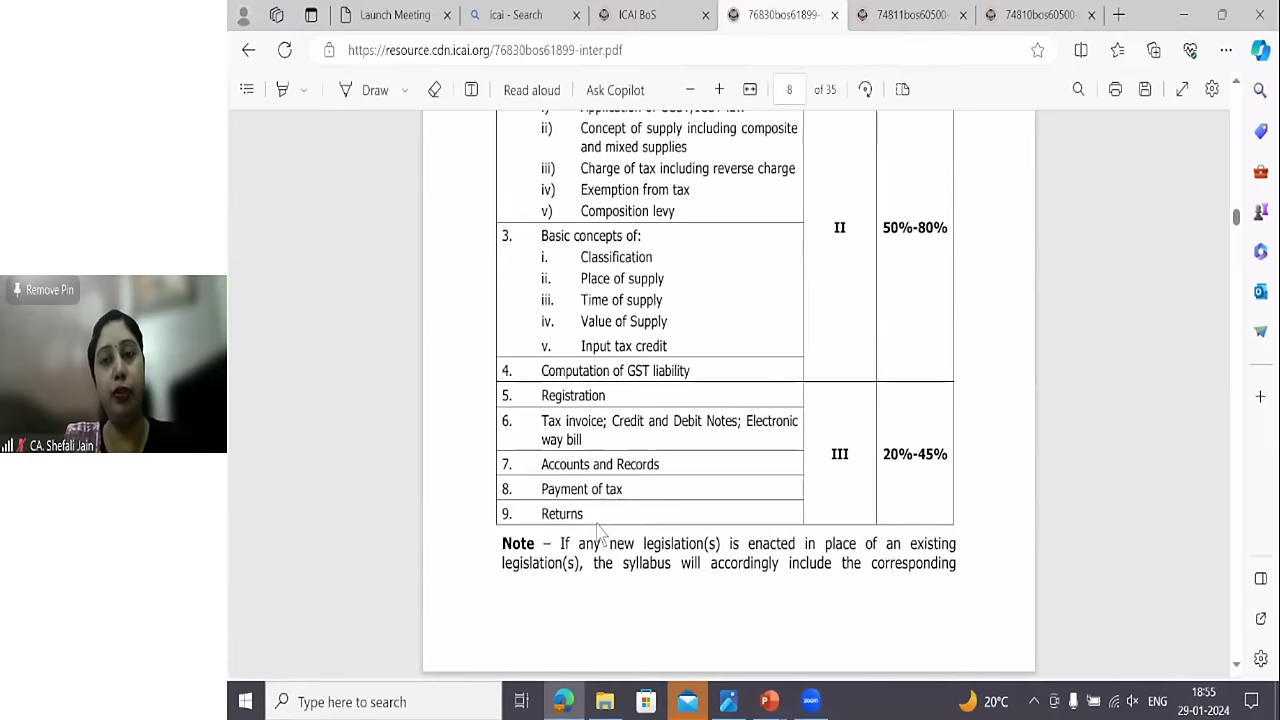 Launch Meeting
icai - Search
ICAI BoS
76830bos61899-
74811bos60500-
74810bos60500-
https://resource.cdn.icai.org/76830bos61899-inter.pdf
Draw
Read aloud
Ask Copilot
8
of 35
ii) Concept of supply including composite
and mixed supplies
iii) Charge of tax including reverse charge
iv) Exemption from tax
v) Composition levy
II
50%-80%
3. Basic concepts of:
i. Classification
ii. Place of supply
iii. Time of supply
iv. Value of Supply
v. Input tax credit
4. Computation of GST liability
5. Registration
6. Tax invoice; Credit and Debit Notes; Electronic
way bill
7. Accounts and Records
8. Payment of tax
9. Returns
III
20%-45%
Note – If any new legislation(s) is enacted in place of an existing
legislation(s), the syllabus will accordingly include the corresponding
Remove Pin
CA. Shefali Jain
Type here to search
zoom
20°C
ENG
18:55
29-01-2024